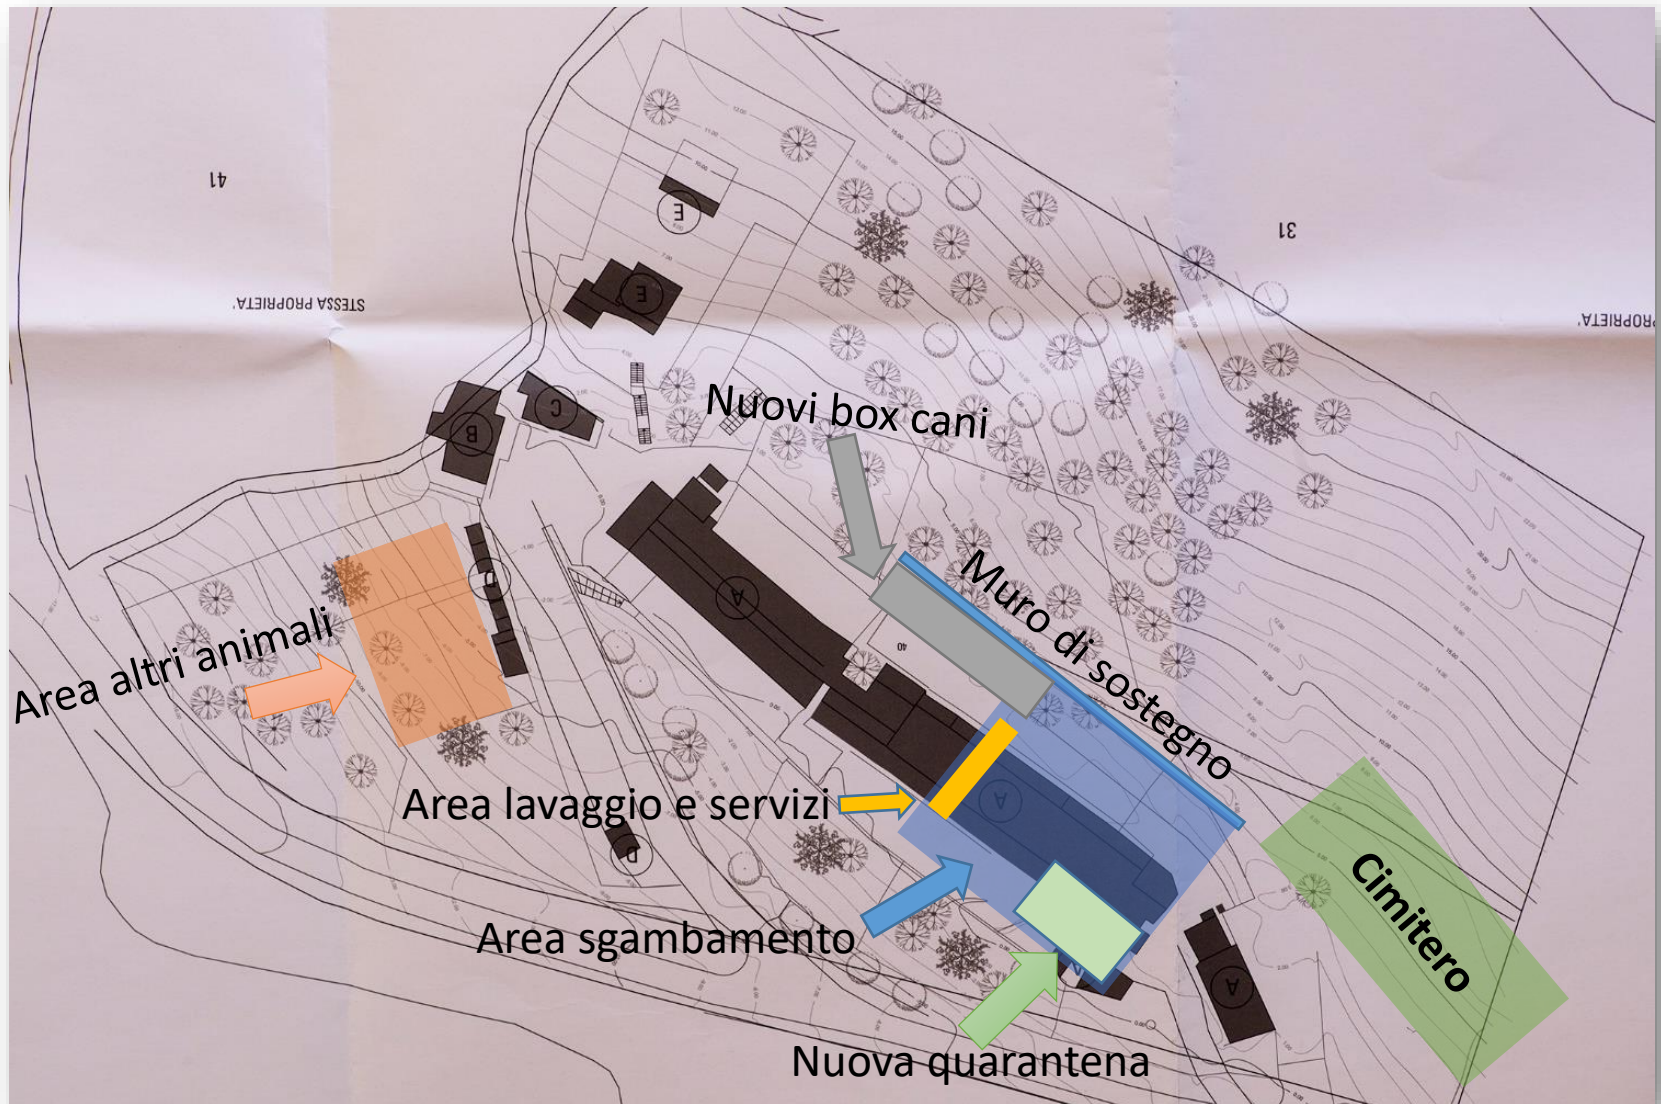 41
31
STESSA PROPRIETA'
PROPRIETA'
E
E
C
B
Nuovi box cani
D
A
Muro di sostegno
40
Area altri animali
Area lavaggio e servizi
A
D
Cimitero
Area sgambamento
A
Nuova quarantena